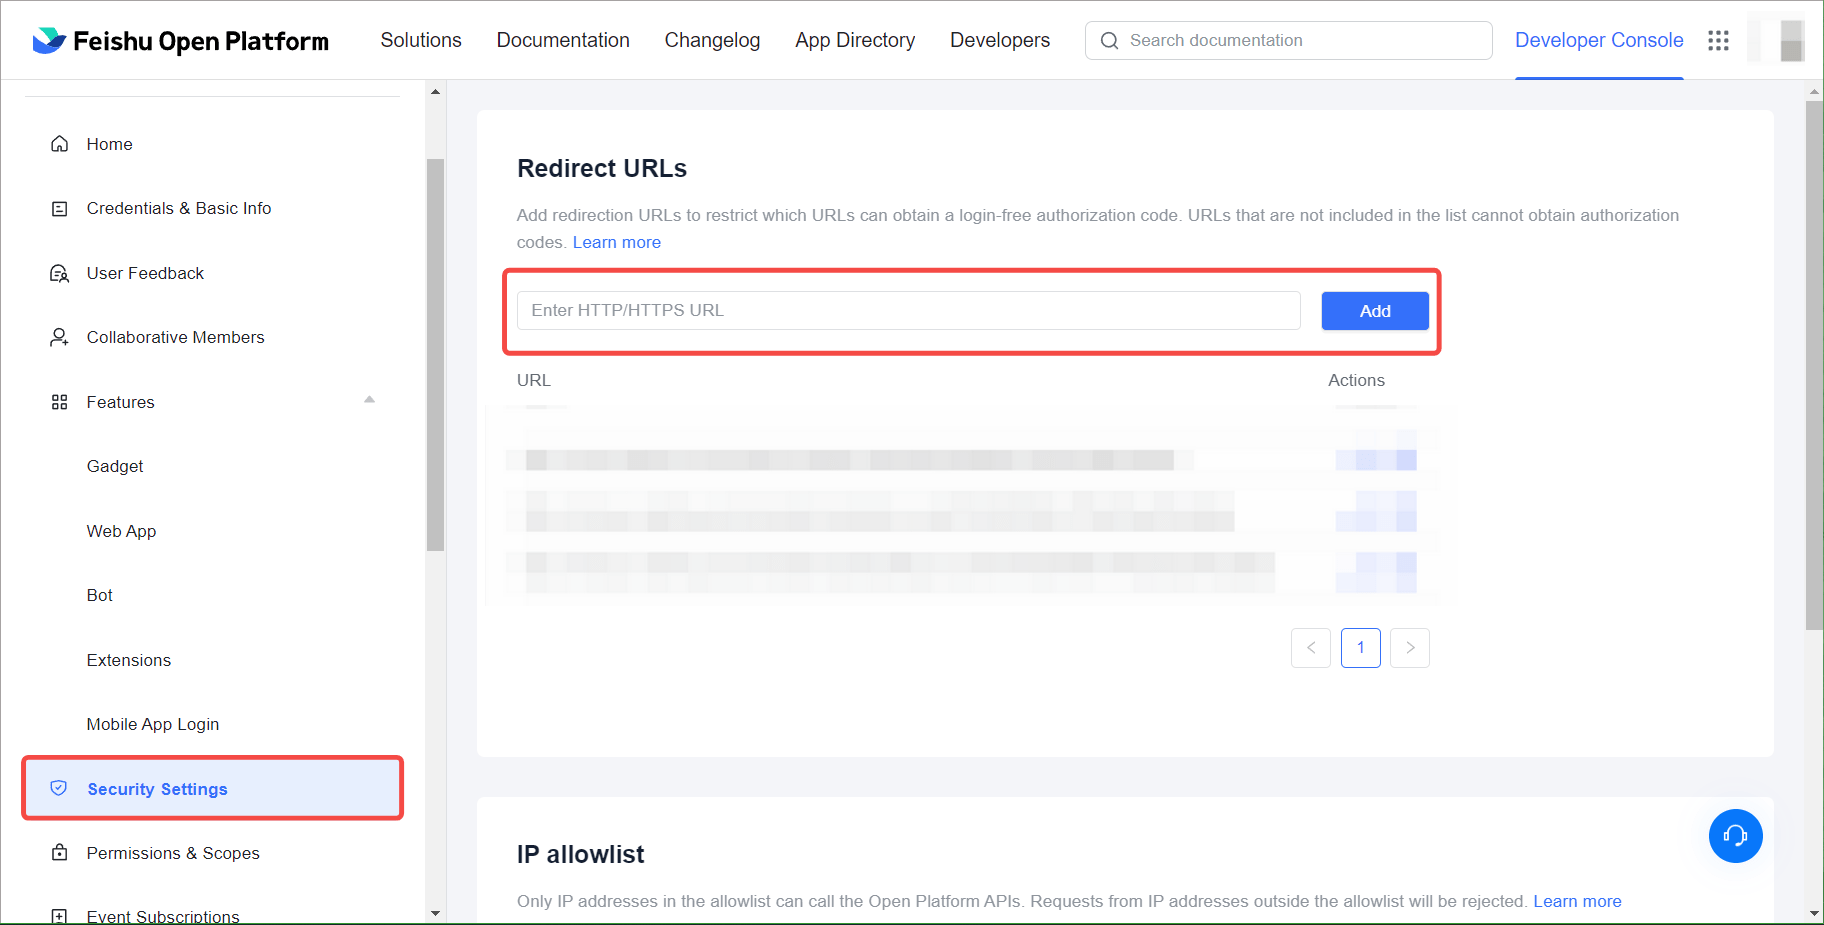 Feishu Open Platform
Solutions
Documentation
Changelog
App Directory
Developers
Search documentation
Developer Console
Home
Credentials & Basic Info
User Feedback
Collaborative Members
Features
Gadget
Web App
Bot
Extensions
Mobile App Login
Security Settings
Permissions & Scopes
Event Subscriptions
Redirect URLs
Add redirection URLs to restrict which URLs can obtain a login-free authorization code. URLs that are not included in the list cannot obtain authorization
codes. Learn more
Enter HTTP/HTTPS URL
Add
URL
Actions
1
IP allowlist
Only IP addresses in the allowlist can call the Open Platform APIs. Requests from IP addresses outside the allowlist will be rejected. Learn more